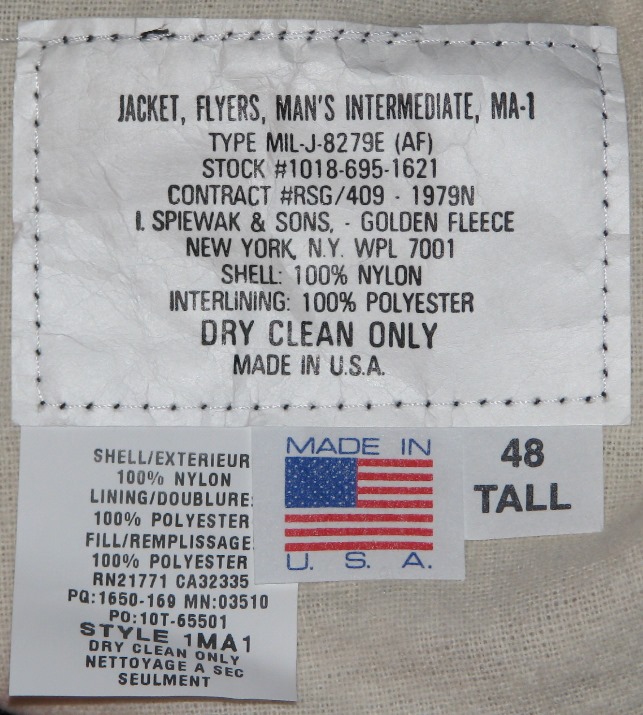 JACKET, FLYERS, MAN'S INTERMEDIATE, MA-1
TYPE MIL-J-8279E (AF)
STOCK #1018-695-1621
CONTRACT #RSG/409 - 1979N
I. SPIEWAK & SONS, - GOLDEN FLEECE
NEW YORK, N.Y. WPL 7001
SHELL: 100% NYLON
INTERLINING: 100% POLYESTER
DRY CLEAN ONLY
MADE IN U.S.A.
SHELL/EXTERIEUR
100% NYLON
LINING/DOUBLURE:
100% POLYESTER
FILL/REMPLISSAGE
100% POLYESTER
RN21771 CA32335
PQ:1650-169 MN:03510
PO:10T-65501
STYLE 1MA1
DRY CLEAN ONLY
NETTOYAGE A SEC
SEULMENT
MADE IN
U. S. A.
48
TALL